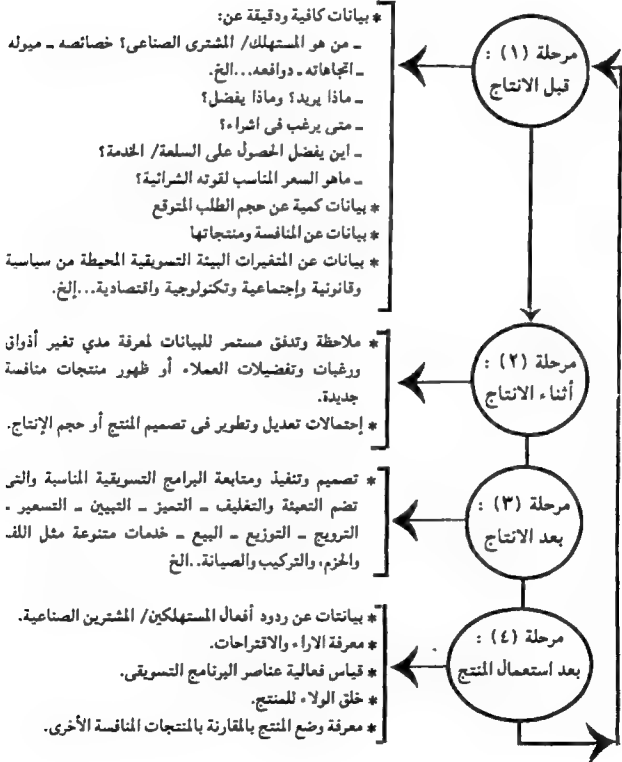 مرحلة (١) :
قبل الانتاج
* بيانات كافية ودقيقة عن:
ـ من هو المستهلك/ المشترى الصناعى؟ خصائصه ـ ميوله
ـ اتجاهاته ـ دوافعه...الخ.
ـ ماذا يريد؟ وماذا يفضل؟
ـ متى يرغب فى اشراء؟
ـ اين يفضل الحصول على السلعة/ الخدمة؟
ـ ماهو السعر المناسب لقوته الشرائية؟
* بيانات كمية عن حجم الطلب المتوقع
* بيانات عن المنافسة ومنتجاتها
* بيانات عن المتغيرات البيئة التسويقية المحيطة من سياسية
وقانونية وإجتماعية وتكنولوجية واقتصادية...إلخ.
مرحلة (٢) :
أثناء الانتاج
* ملاحظة وتدفق مستمر للبيانات لمعرفة مدي تغير أذواق
ورغبات وتفضيلات العملاء أو ظهور منتجات منافسة
جديدة.
* إحتمالات تعديل وتطوير فى تصميم المنتج أو حجم الإنتاج.
مرحلة (٣) :
بعد الانتاج
* تصميم وتنفيذ ومتابعة البرامج التسويقية المناسبة والتى
تضم التعبئة والتغليف ـ التميز ـ التبيين ـ التسعير ـ
الترويج ـ التوزيع ـ البيع ـ خدمات متنوعة مثل اللف
والحزم، والتركيب والصيانة..الخ
مرحلة (٤) :
بعد استعمال المنتج
* بيانتات عن ردود أفعال المستهلكين/ المشترين الصناعية.
* معرفة الاراء والاقتراحات.
* قياس فعالية عناصر البرنامج التسويقى.
* خلق الولاء للمنتج.
* معرفة وضع المنتج بالمقارنة بالمنتجات المنافسة الأخرى.